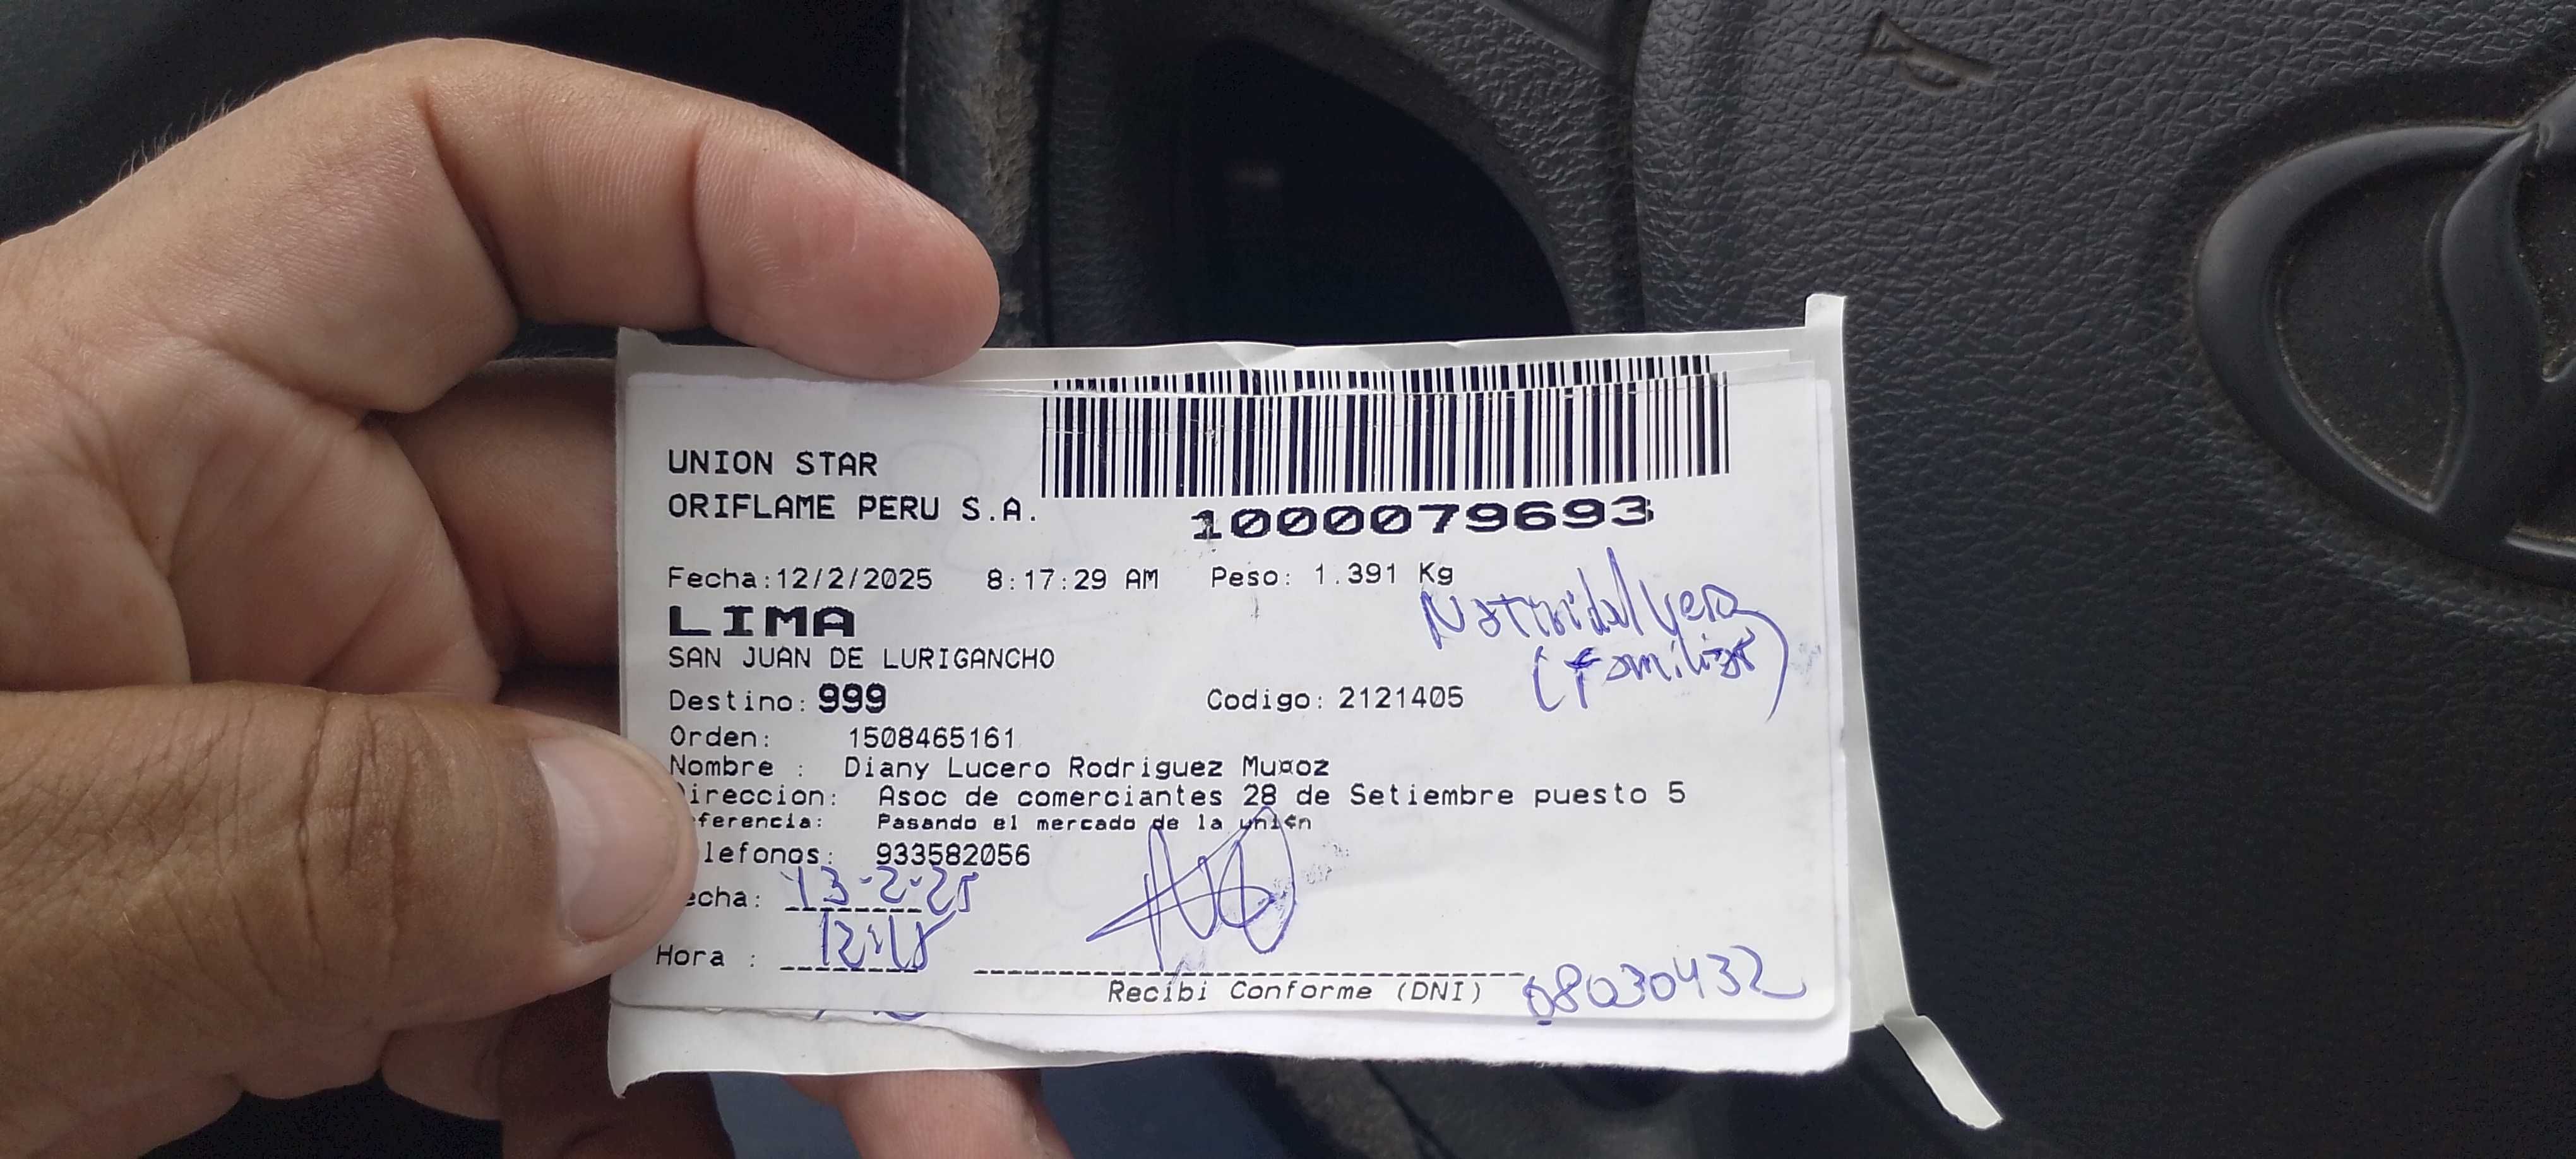 UNION STAR
ORIFLAME PERU S.A.
1000079693
Fecha:12/2/2025 8:17:29 AM Peso: 1.391 Kg
LIMA
SAN JUAN DE LURIGANCHO
(familiar)
Destino: 999 Codigo: 2121405
Orden: 1508465161
Nombre : Diany Lucero Rodriguez Mu¤oz
Direccion: Asoc de comerciantes 28 de Setiembre puesto 5
ferencia: Pasando el mercado de la uni¢n
lefonos: 933582056
echa: 13-2-25
Hora :
Recibi Conforme (DNI) 08030432